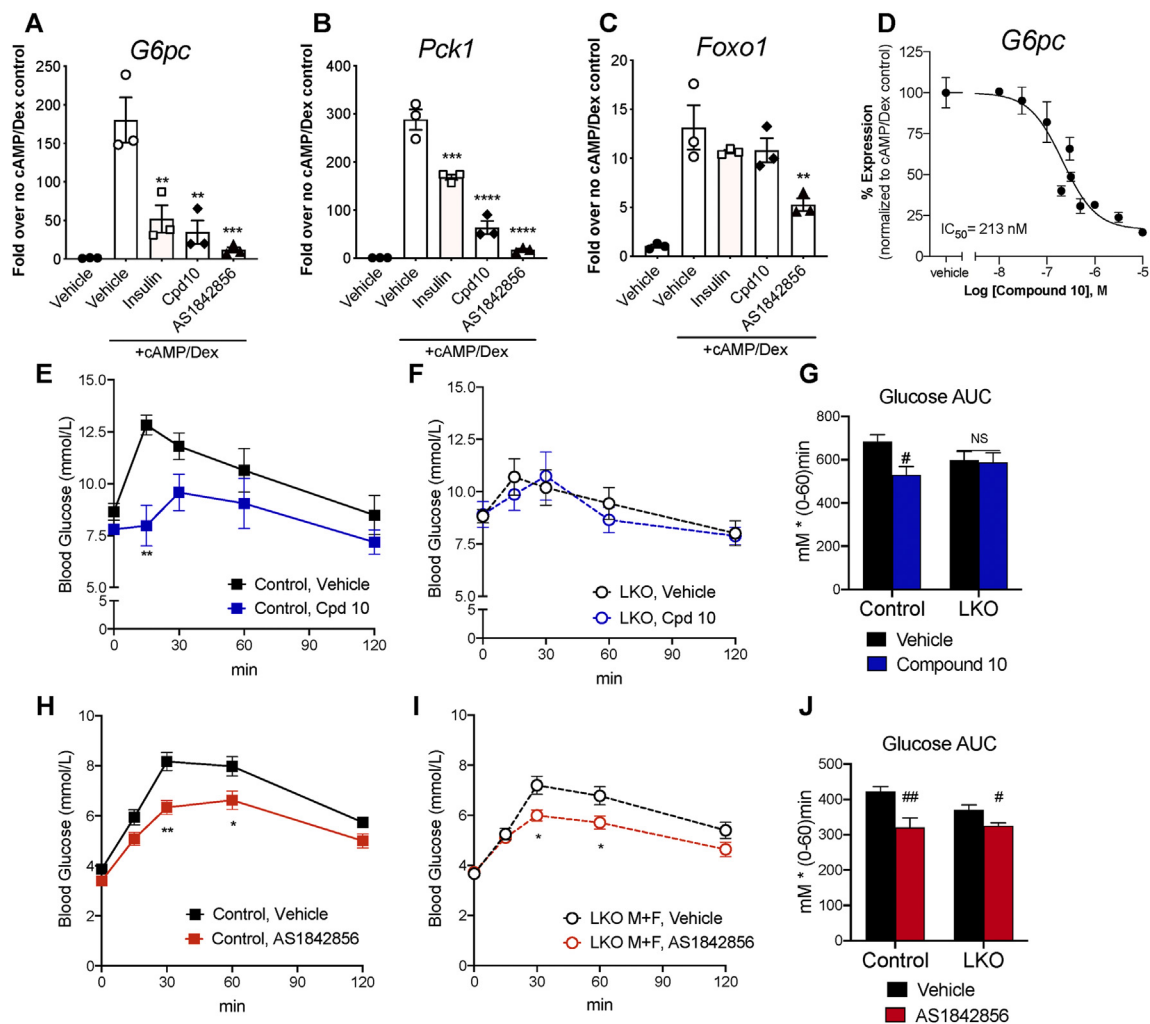 A
G6pc
Fold over no cAMP/Dex control
250
200
150
100
50
0
**
**
***
Vehicle
Vehicle
Insulin
Cpd10
AS1842856
+cAMP/Dex
B
Pck1
Fold over no cAMP/Dex control
400
300
200
100
0
***
****
****
Vehicle
Vehicle
Insulin
Cpd10
AS1842856
+cAMP/Dex
C
Foxo1
Fold over no cAMP/Dex control
20
15
10
5
0
**
Vehicle
Vehicle
Insulin
Cpd10
AS1842856
+cAMP/Dex
D
G6pc
% Expression
(normalized to cAMP/Dex control)
125
100
75
50
25
0
IC50= 213 nM
vehicle
-8
-7
-6
-5
Log [Compound 10], M
E
Blood Glucose (mmol/L)
15.0
12.5
10.0
7.5
5.0
5
0
**
Control, Vehicle
Control, Cpd 10
0
30
60
90
120
min
F
Blood Glucose (mmol/L)
15.0
12.5
10.0
7.5
5.0
5
0
LKO, Vehicle
LKO, Cpd 10
0
30
60
90
120
min
G
Glucose AUC
mM * (0-60)min
800
600
400
600
0
#
NS
Control
LKO
Vehicle
Compound 10
H
Blood Glucose (mmol/L)
10
8
6
4
2
0
**
*
Control, Vehicle
Control, AS1842856
0
30
60
90
120
min
I
Blood Glucose (mmol/L)
10
8
6
4
2
0
*
*
LKO M+F, Vehicle
LKO M+F, AS1842856
0
30
60
90
120
min
J
Glucose AUC
mM * (0-60)min
500
400
300
400
0
##
#
Control
LKO
Vehicle
AS1842856